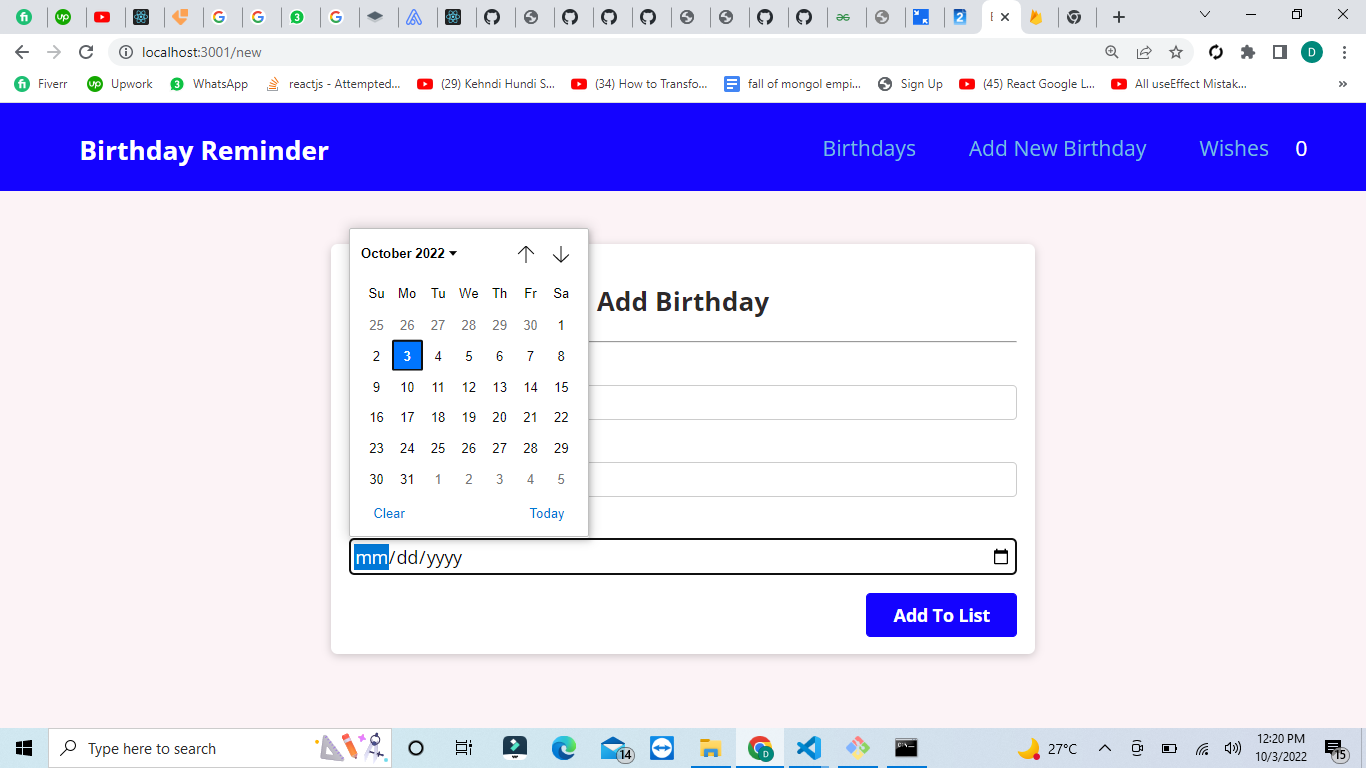 localhost:3001/new
D
Fiverr
up Upwork
WhatsApp
reactjs - Attempted...
(29) Kehndi Hundi S...
(34) How to Transfo...
fall of mongol empi...
Sign Up
(45) React Google L...
All useEffect Mistak...
»
Birthday Reminder
Birthdays
Add New Birthday
Wishes
0
October 2022
Su Mo Tu We Th Fr Sa
25 26 27 28 29 30 1
2 3 4 5 6 7 8
9 10 11 12 13 14 15
16 17 18 19 20 21 22
23 24 25 26 27 28 29
30 31 1 2 3 4 5
Clear
Today
Add Birthday
mm/dd/yyyy
Add To List
Type here to search
14
27°C
12:20 PM
10/3/2022
15